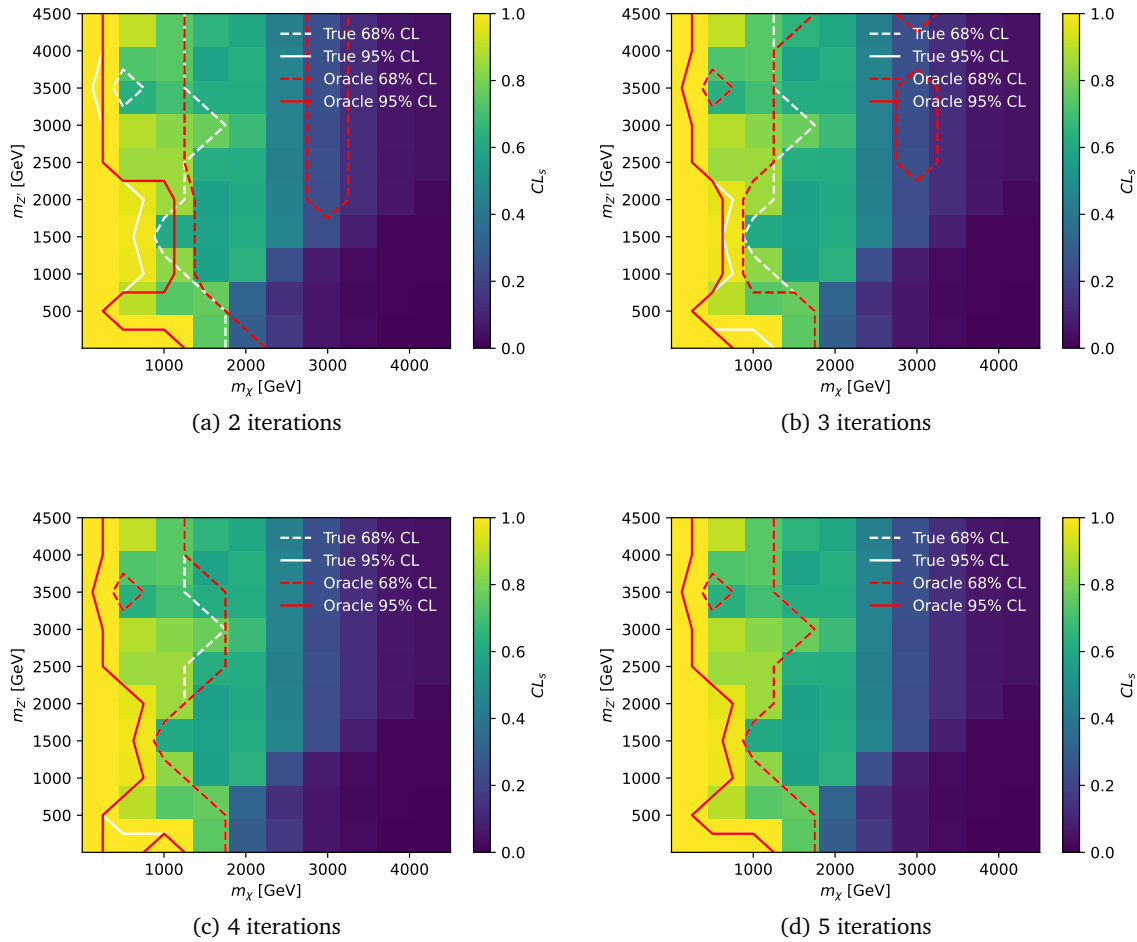 4500
4000
3500
3000
2500
2000
1500
1000
500
1000 2000 3000 4000
m_χ [GeV]
m_Z′ [GeV]
True 68% CL
True 95% CL
Oracle 68% CL
Oracle 95% CL
1.0
0.8
0.6
0.4
0.2
0.0
CL_s
(a) 2 iterations
4500
4000
3500
3000
2500
2000
1500
1000
500
1000 2000 3000 4000
m_χ [GeV]
m_Z′ [GeV]
True 68% CL
True 95% CL
Oracle 68% CL
Oracle 95% CL
1.0
0.8
0.6
0.4
0.2
0.0
CL_s
(b) 3 iterations
4500
4000
3500
3000
2500
2000
1500
1000
500
1000 2000 3000 4000
m_χ [GeV]
m_Z′ [GeV]
True 68% CL
True 95% CL
Oracle 68% CL
Oracle 95% CL
1.0
0.8
0.6
0.4
0.2
0.0
CL_s
(c) 4 iterations
4500
4000
3500
3000
2500
2000
1500
1000
500
1000 2000 3000 4000
m_χ [GeV]
m_Z′ [GeV]
True 68% CL
True 95% CL
Oracle 68% CL
Oracle 95% CL
1.0
0.8
0.6
0.4
0.2
0.0
CL_s
(d) 5 iterations